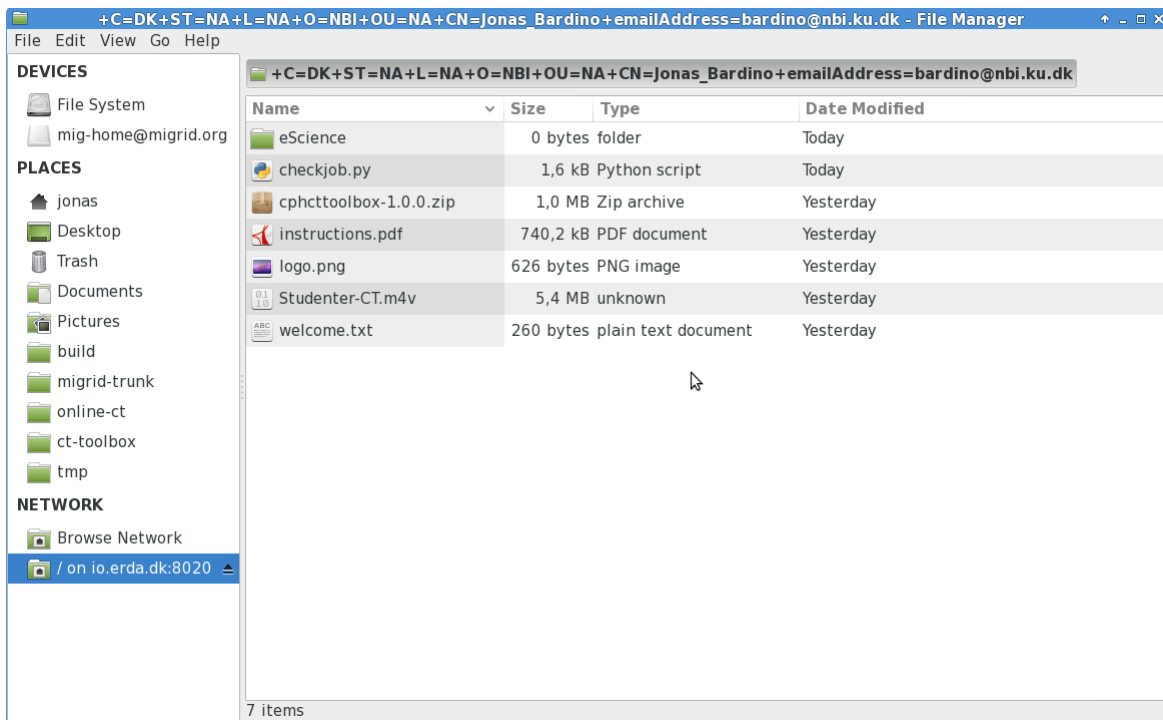 +C=DK+ST=NA+L=NA+O=NBI+OU=NA+CN=Jonas_Bardino+emailAddress=bardino@nbi.ku.dk - File Manager
File Edit View Go Help
DEVICES
File System
mig-home@migrid.org
PLACES
jonas
Desktop
Trash
Documents
Pictures
build
migrid-trunk
online-ct
ct-toolbox
tmp
NETWORK
Browse Network
/ on io.erda.dk:8020
+C=DK+ST=NA+L=NA+O=NBI+OU=NA+CN=Jonas_Bardino+emailAddress=bardino@nbi.ku.dk
Name Size Type Date Modified
eScience 0 bytes folder Today
checkjob.py 1,6 kB Python script Today
cphcttoolbox-1.0.0.zip 1,0 MB Zip archive Yesterday
instructions.pdf 740,2 kB PDF document Yesterday
logo.png 626 bytes PNG image Yesterday
0110 Studenter-CT.m4v 5,4 MB unknown Yesterday
ABC welcome.txt 260 bytes plain text document Yesterday
7 items